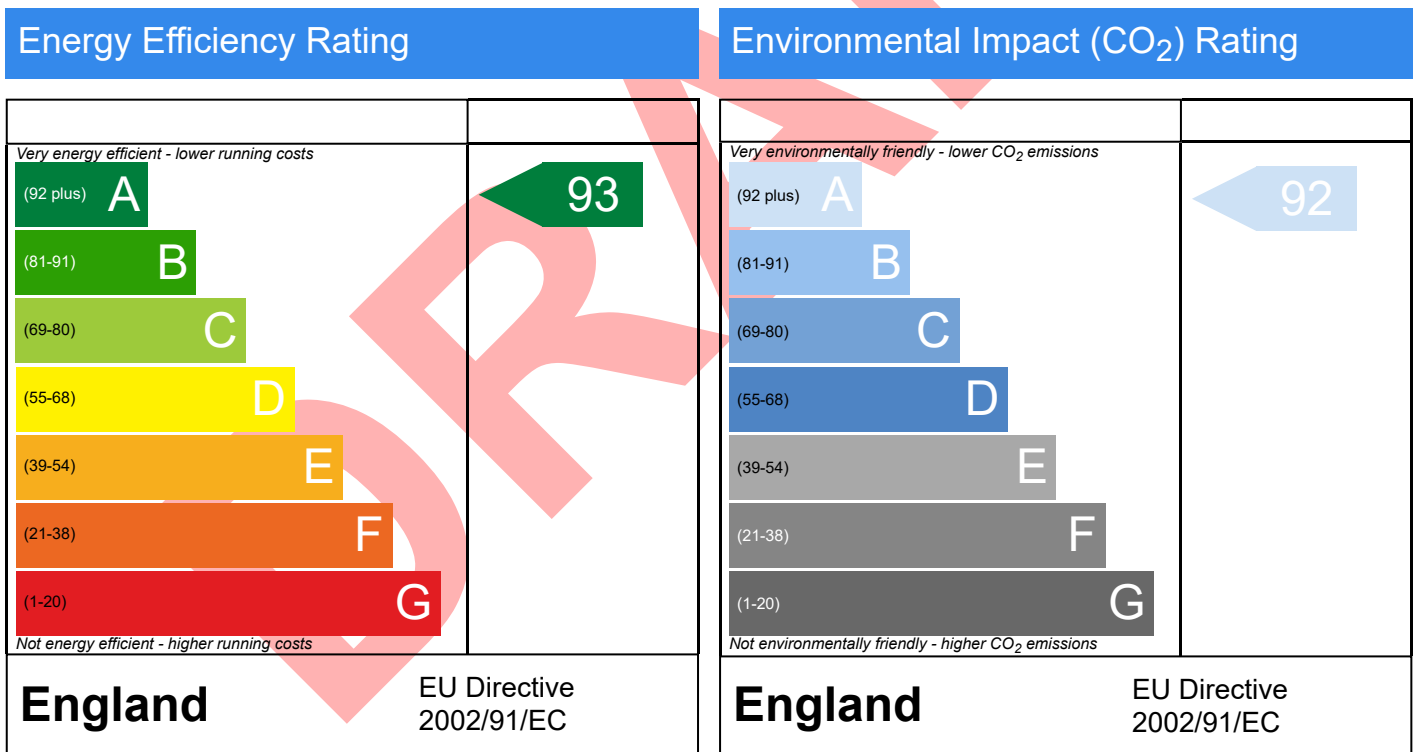 Energy Efficiency Rating
Very energy efficient - lower running costs
(92 plus) A
93
(81-91) B
(69-80) C
(55-68) D
(39-54) E
(21-38) F
(1-20) G
Not energy efficient - higher running costs
England
EU Directive
2002/91/EC
Environmental Impact (CO₂) Rating
Very environmentally friendly - lower CO₂ emissions
(92 plus) A
92
(81-91) B
(69-80) C
(55-68) D
(39-54) E
(21-38) F
(1-20) G
Not environmentally friendly - higher CO₂ emissions
England
EU Directive
2002/91/EC
DRA